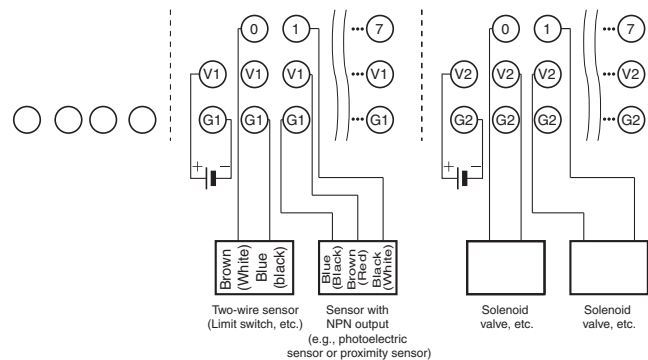 0 1 ••• 7 0 1 ••• 7
V1 V1 V1 ••• V1 V2 V2 V2 ••• V2
G1 G1 G1 ••• G1 G2 G2 G2 ••• G2
+ − + −
Brown
(White)
Blue
(black)
Blue
(Black)
Brown
(Red)
Black
(White)
Two-wire sensor
(Limit switch, etc.)
Sensor with
NPN output
(e.g., photoelectric
sensor or proximity sensor)
Solenoid
valve, etc.
Solenoid
valve, etc.